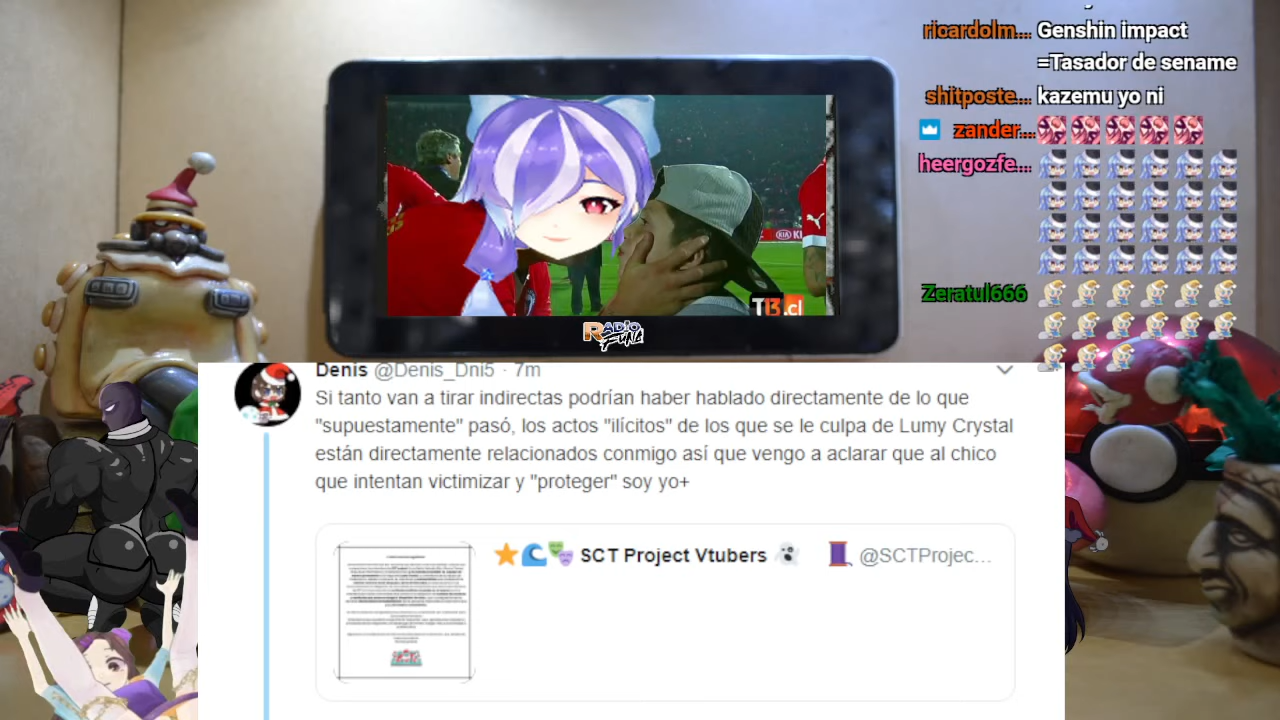 ricardolm.... Genshin impact
=Tasador de sename
shitposte.... kazemu yo ni
zander....
heergozfe....
Zeratul666
KIA KI
T13.cl
RADIO
FUNA
Denis @Denis_Dni5 · 7m
Si tanto van a tirar indirectas podrían haber hablado directamente de lo que
"supuestamente" pasó, los actos "ilícitos" de los que se le culpa de Lumy Crystal
están directamente relacionados conmigo así que vengo a aclarar que al chico
que intentan victimizar y "proteger" soy yo+
SCT Project Vtubers @SCTProjec...